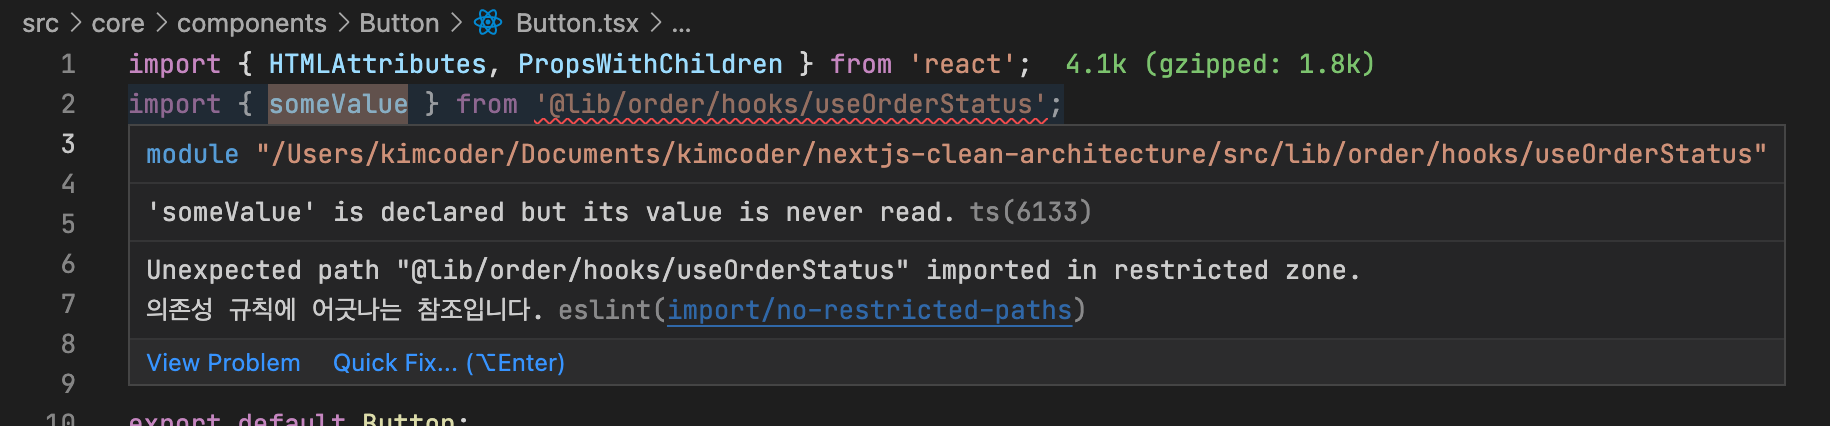 src > core > components > Button > Button.tsx > ...
1 import { HTMLAttributes, PropsWithChildren } from 'react'; 4.1k (gzipped: 1.8k)
2 import { someValue } from '@lib/order/hooks/useOrderStatus';
3
module "/Users/kimcoder/Documents/kimcoder/nextjs-clean-architecture/src/lib/order/hooks/useOrderStatus"
4
'someValue' is declared but its value is never read. ts(6133)
5
6
Unexpected path "@lib/order/hooks/useOrderStatus" imported in restricted zone.
7
의존성 규칙에 어긋나는 참조입니다. eslint(import/no-restricted-paths)
8
View Problem Quick Fix... (⌥Enter)
9
10 export default Button;